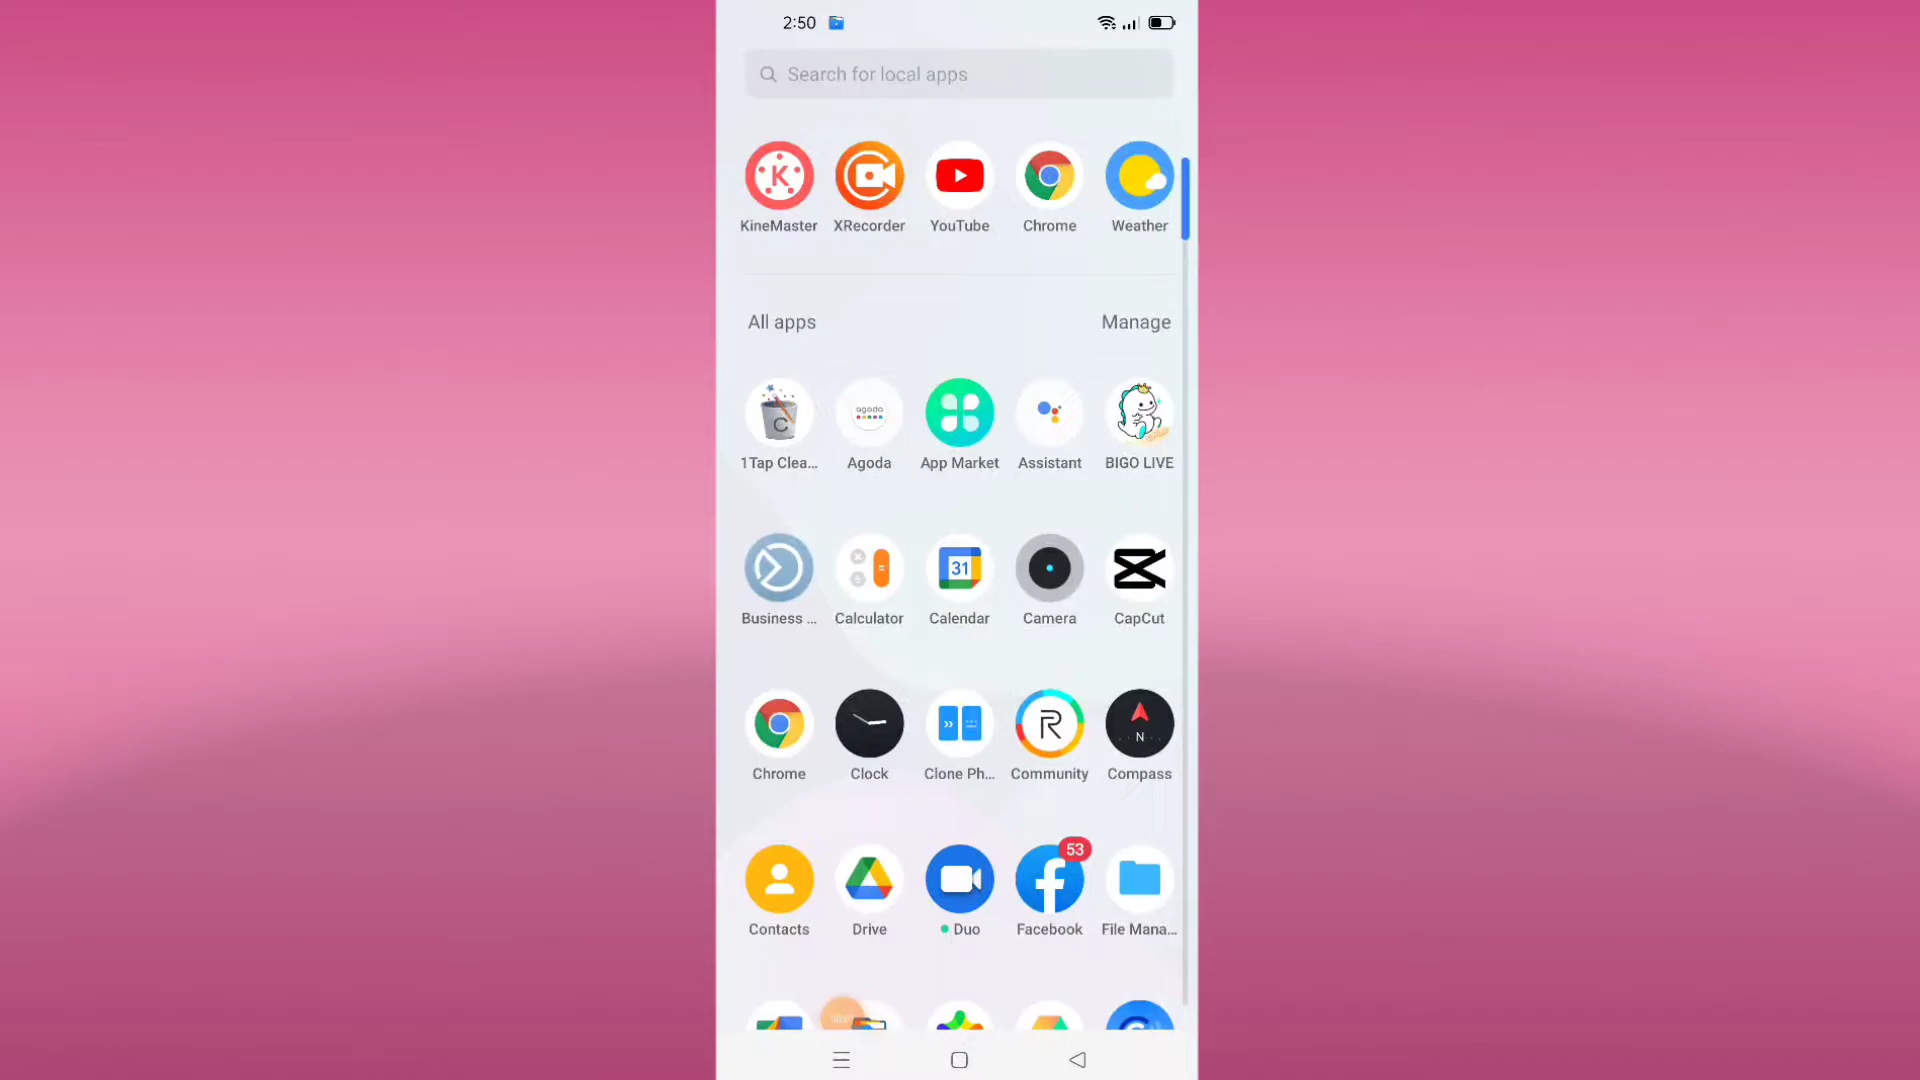 2:50
Search for local apps
K
KineMaster XRecorder YouTube Chrome Weather
All apps Manage
C agoda
1Tap Clea... Agoda App Market Assistant BIGO LIVE
31
Business ... Calculator Calendar Camera CapCut
R N
Chrome Clock Clone Ph... Community Compass
53
Contacts Drive Duo Facebook File Mana...